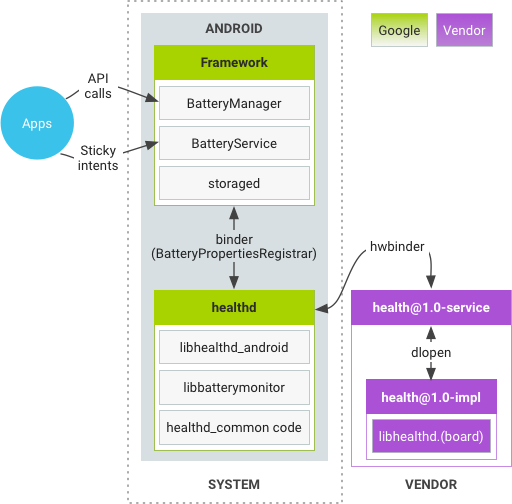 ANDROID
Google
Vendor
Framework
API
calls
BatteryManager
Apps
BatteryService
Sticky
intents
storaged
binder
(BatteryPropertiesRegistrar)
hwbinder
healthd
health@1.0-service
libhealthd_android
dlopen
libbatterymonitor
health@1.0-impl
healthd_common code
libhealthd.(board)
SYSTEM
VENDOR